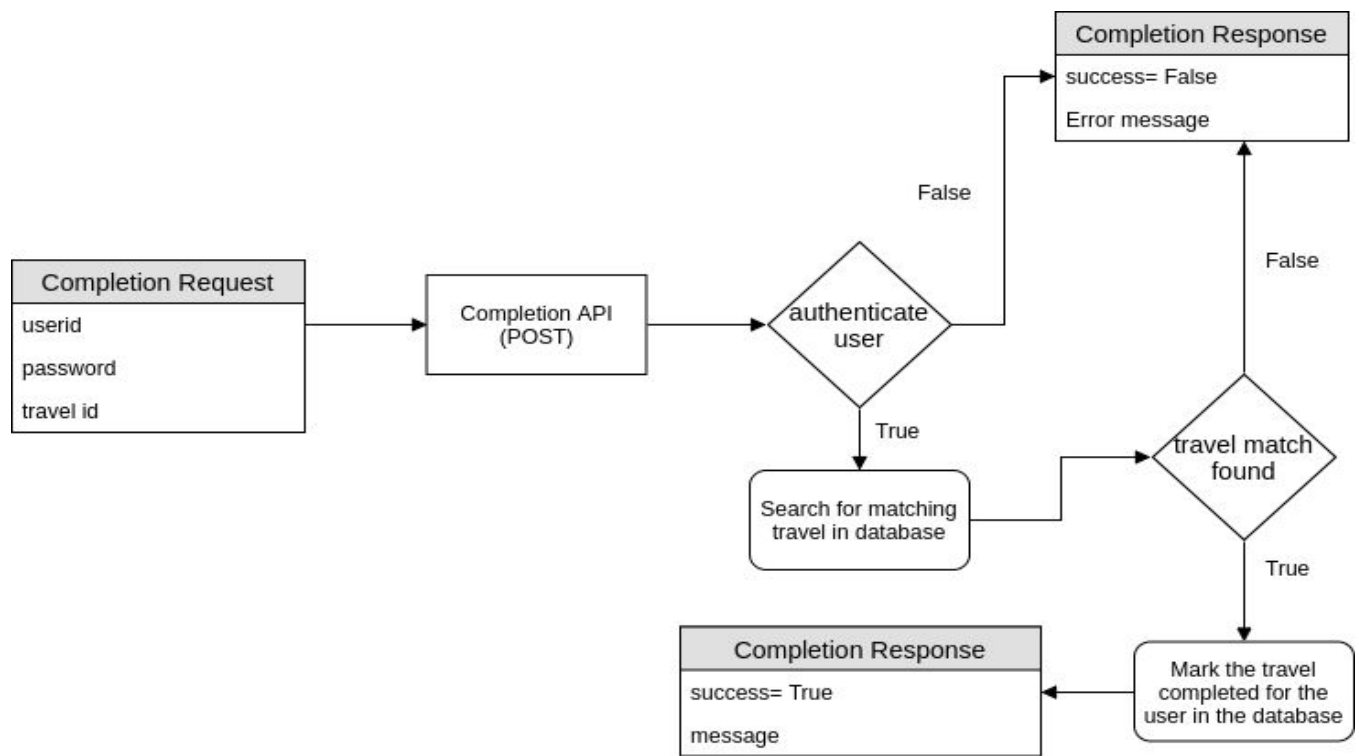 Completion Response
success= False
Error message
False
False
Completion Request
userid
password
travel id
Completion API
(POST)
authenticate
user
True
travel match
found
Search for matching
travel in database
True
Completion Response
success= True
message
Mark the travel
completed for the
user in the database